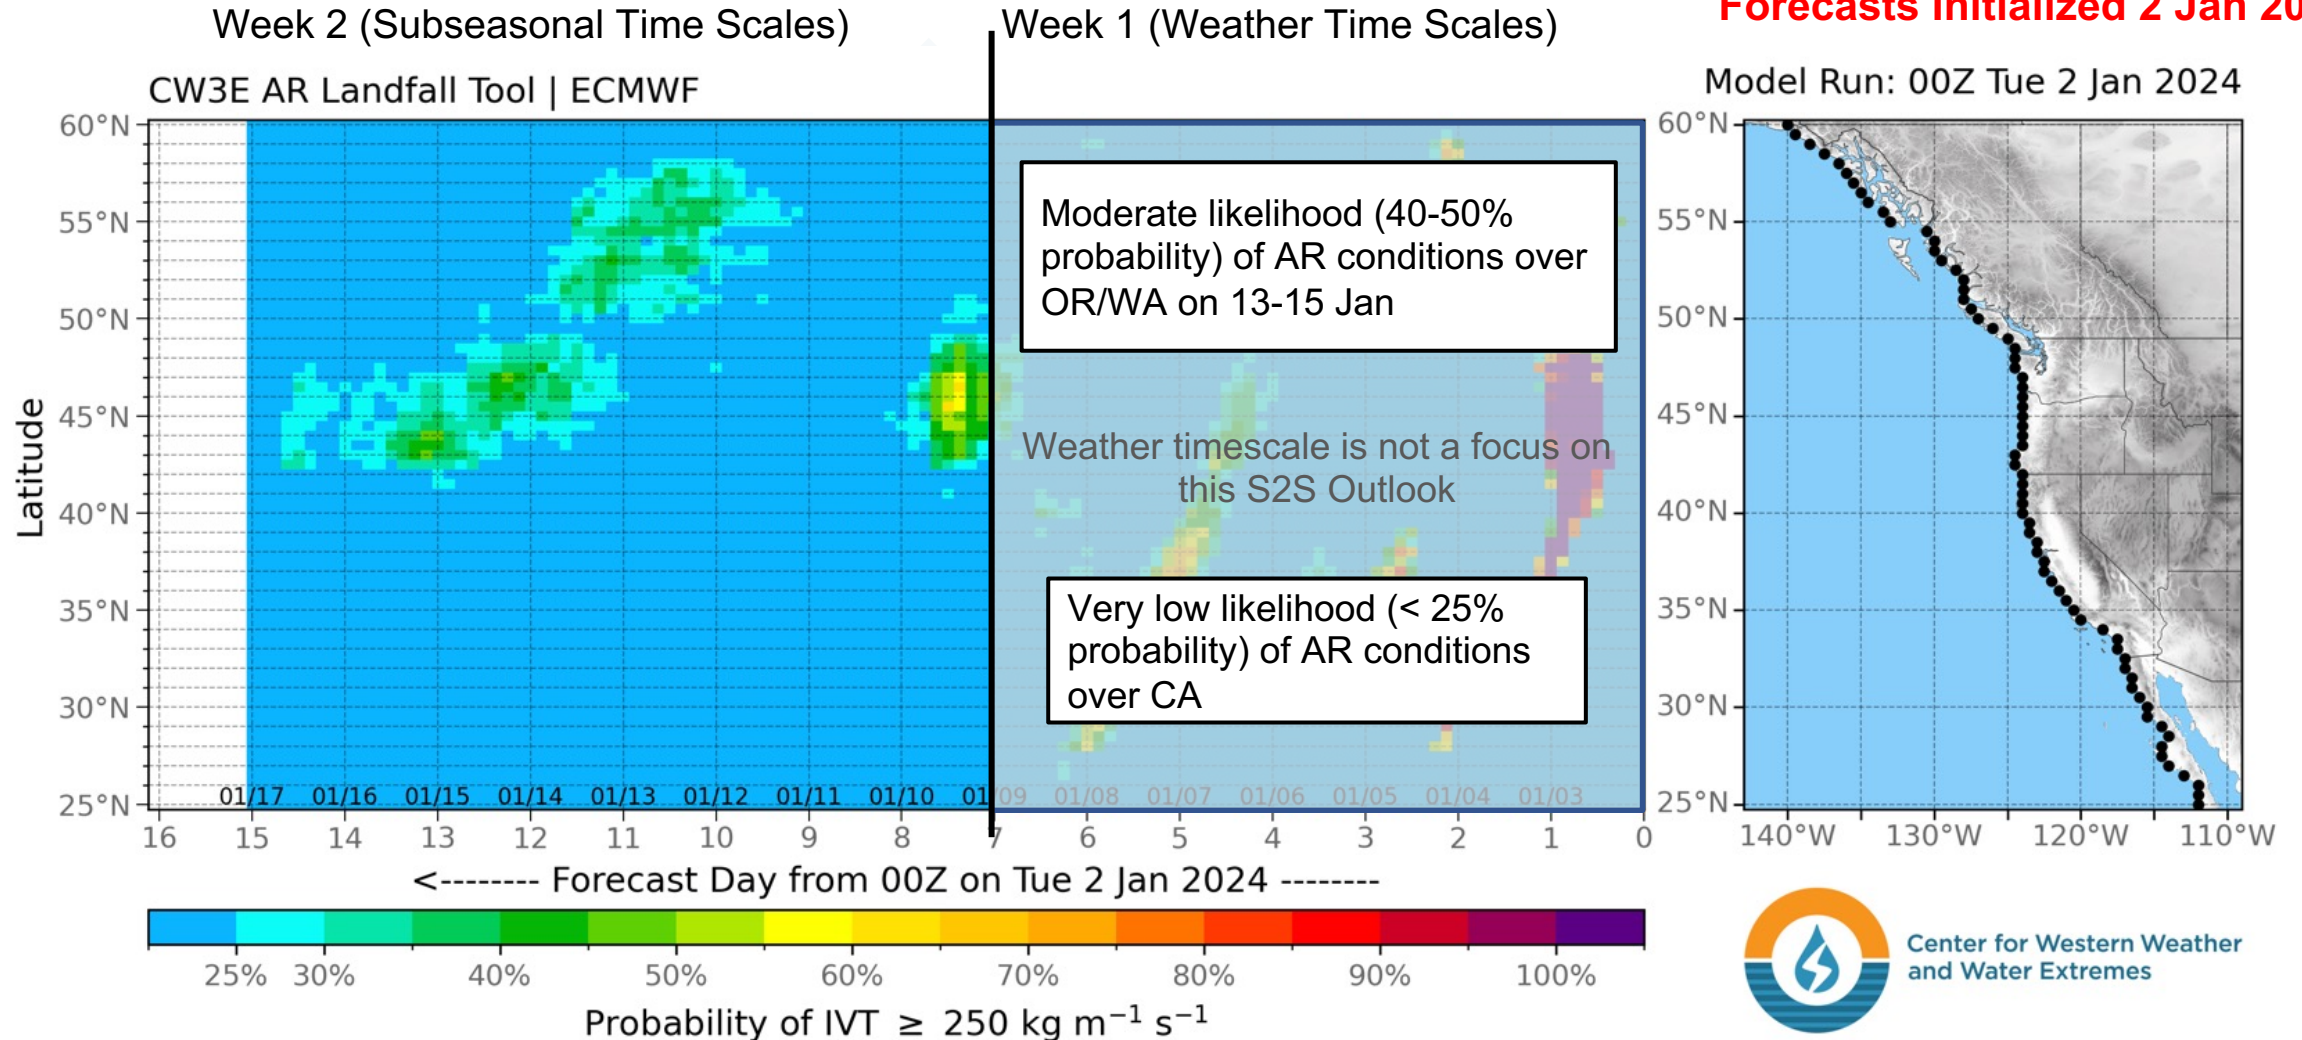 Week 2 (Subseasonal Time Scales)
Week 1 (Weather Time Scales)
Forecasts Initialized 2 Jan 20
CW3E AR Landfall Tool | ECMWF
Model Run: 00Z Tue 2 Jan 2024
60°N
55°N
50°N
45°N
40°N
35°N
30°N
25°N
Latitude
Moderate likelihood (40-50%
probability) of AR conditions over
OR/WA on 13-15 Jan
Weather timescale is not a focus on
this S2S Outlook
Very low likelihood (< 25%
probability) of AR conditions
over CA
01/17 01/16 01/15 01/14 01/13 01/12 01/11 01/10 01/09 01/08 01/07 01/06 01/05 01/04 01/03
16 15 14 13 12 11 10 9 8 7 6 5 4 3 2 1 0
<-------- Forecast Day from 00Z on Tue 2 Jan 2024 --------
25% 30% 40% 50% 60% 70% 80% 90% 100%
Probability of IVT ≥ 250 kg m⁻¹ s⁻¹
60°N
55°N
50°N
45°N
40°N
35°N
30°N
25°N
140°W 130°W 120°W 110°W
Center for Western Weather
and Water Extremes